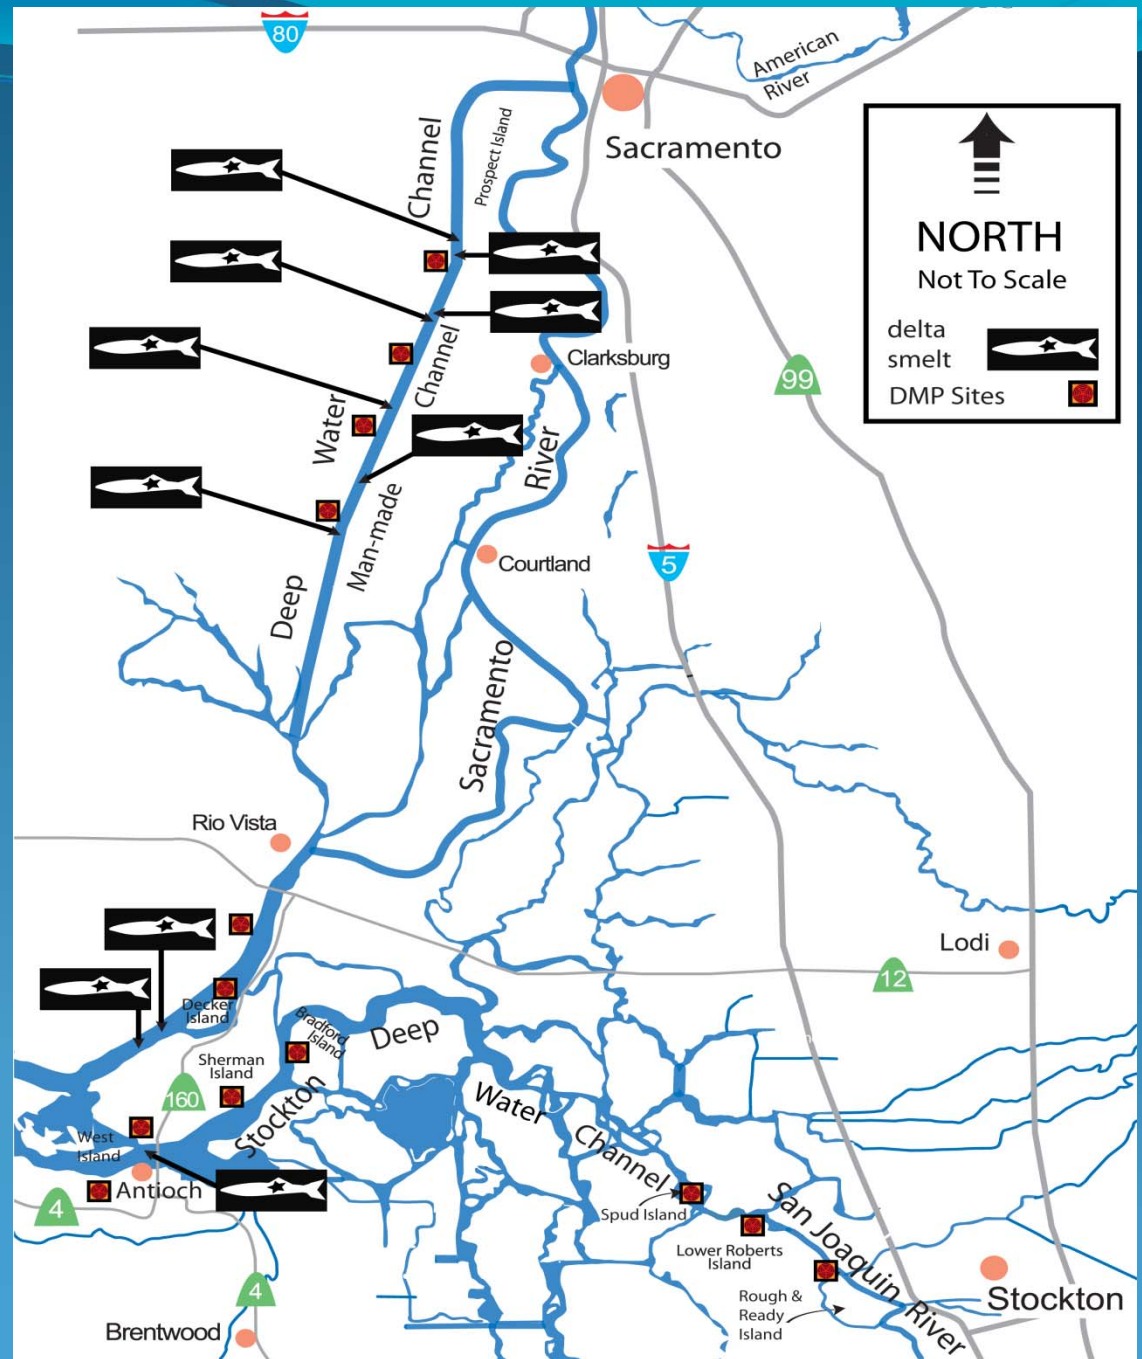 80
American
River
Sacramento
Channel
Prospect Island
NORTH
Not To Scale
delta
smelt
DMP Sites
Clarksburg
99
Channel
Water
River
Man-made
Courtland
5
Deep
Sacramento
Rio Vista
Lodi
12
Decker
Island
Bradford
Island
Deep
Sherman
Island
160
Stockton
Water
Channel
West
Island
Antioch
4
Spud Island
San Joaquin River
Lower Roberts
Island
Rough &
Ready
Island
Stockton
4
Brentwood